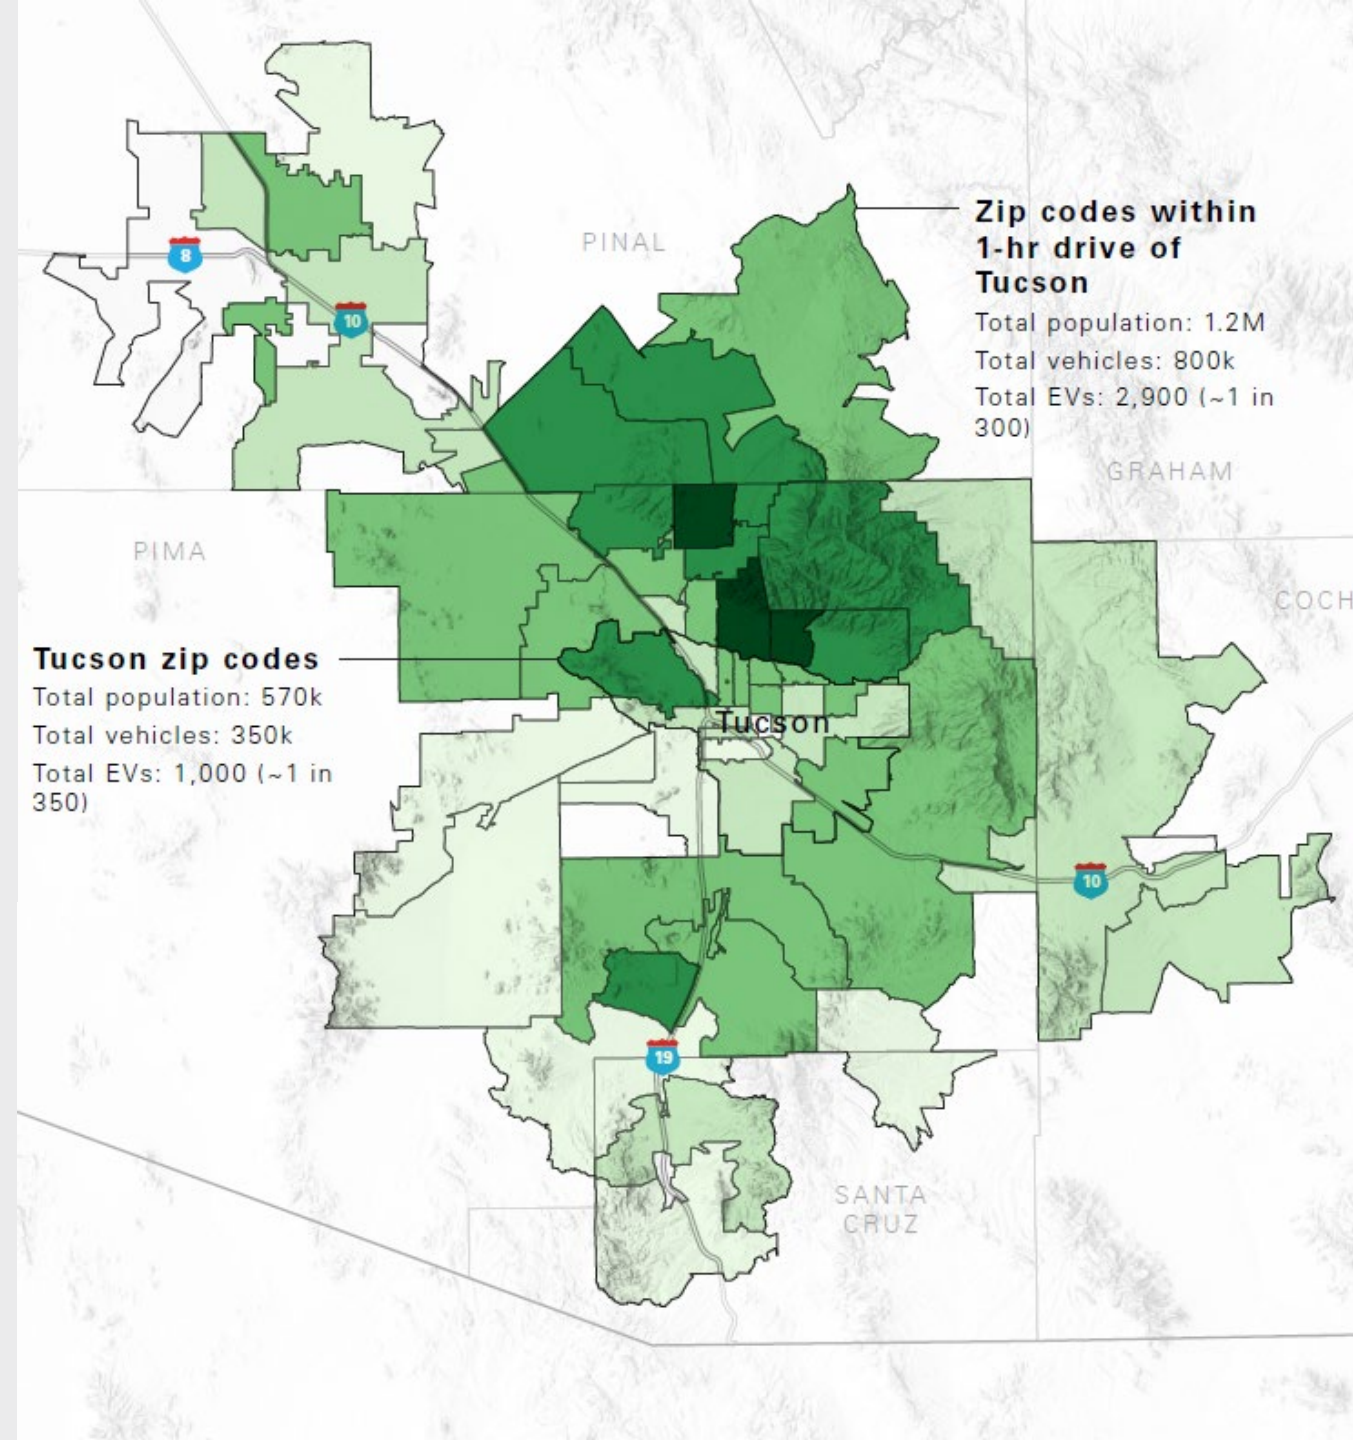 PINAL
Zip codes within
1-hr drive of
Tucson
Total population: 1.2M
Total vehicles: 800k
Total EVs: 2,900 (~1 in
300)
8
10
GRAHAM
PIMA
COCH
Tucson zip codes
Total population: 570k
Total vehicles: 350k
Total EVs: 1,000 (~1 in
350)
Tucson
10
19
SANTA
CRUZ